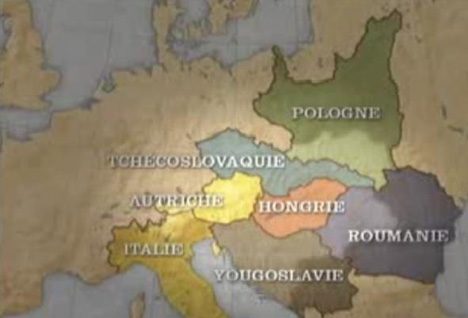 POLOGNE
TCHECOSLOVAQUIE
AUTRICHE
HONGRIE
ROUMANIE
ITALIE
YOUGOSLAVIE